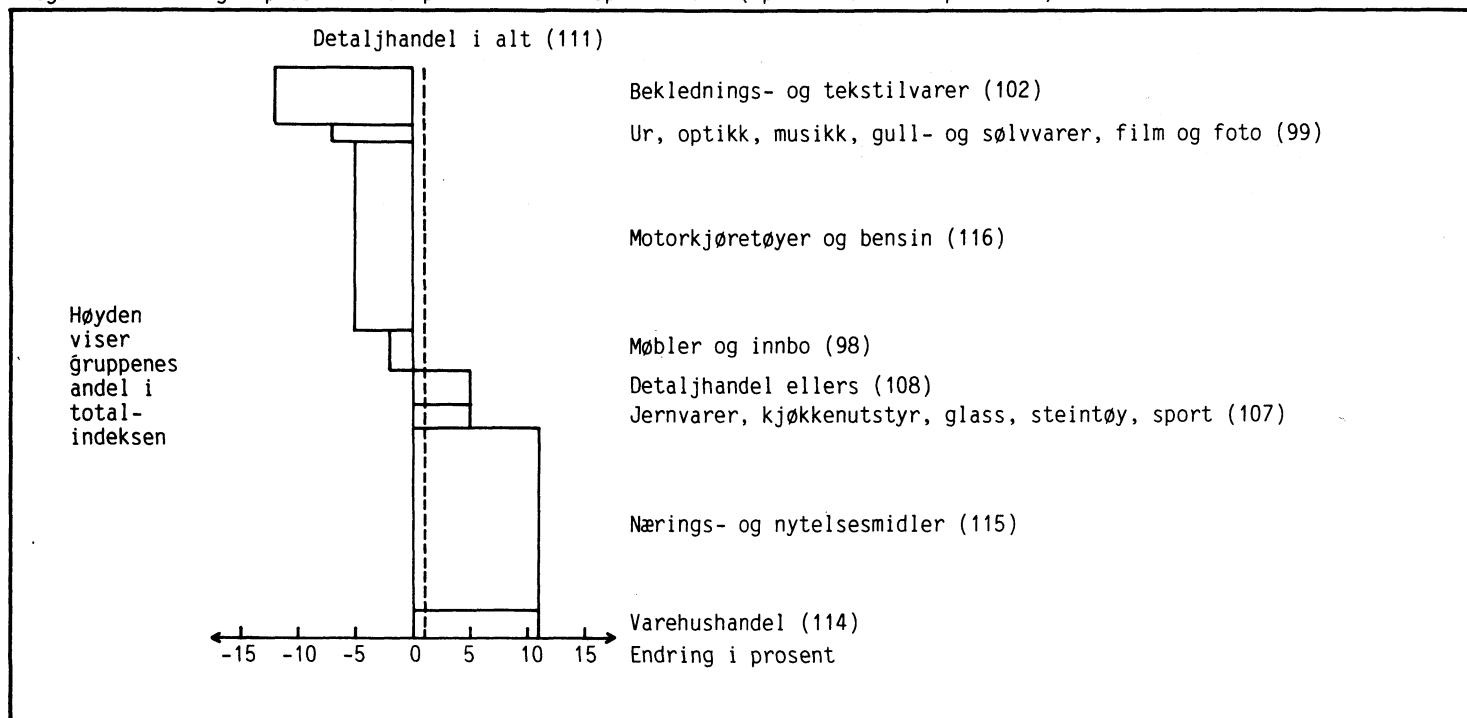 Detaljhandel i alt (111)
Beklednings- og tekstilvarer (102)
Ur, optikk, musikk, gull- og sølvvarer, film og foto (99)
Motorkjøretøyer og bensin (116)
Høyden
viser
gruppenes
andel i
total-
indeksen
Møbler og innbo (98)
Detaljhandel ellers (108)
Jernvarer, kjøkkenutstyr, glass, steintøy, sport (107)
Nærings- og nytelsesmidler (115)
Varehushandel (114)
-15 -10 -5 0 5 10 15 Endring i prosent